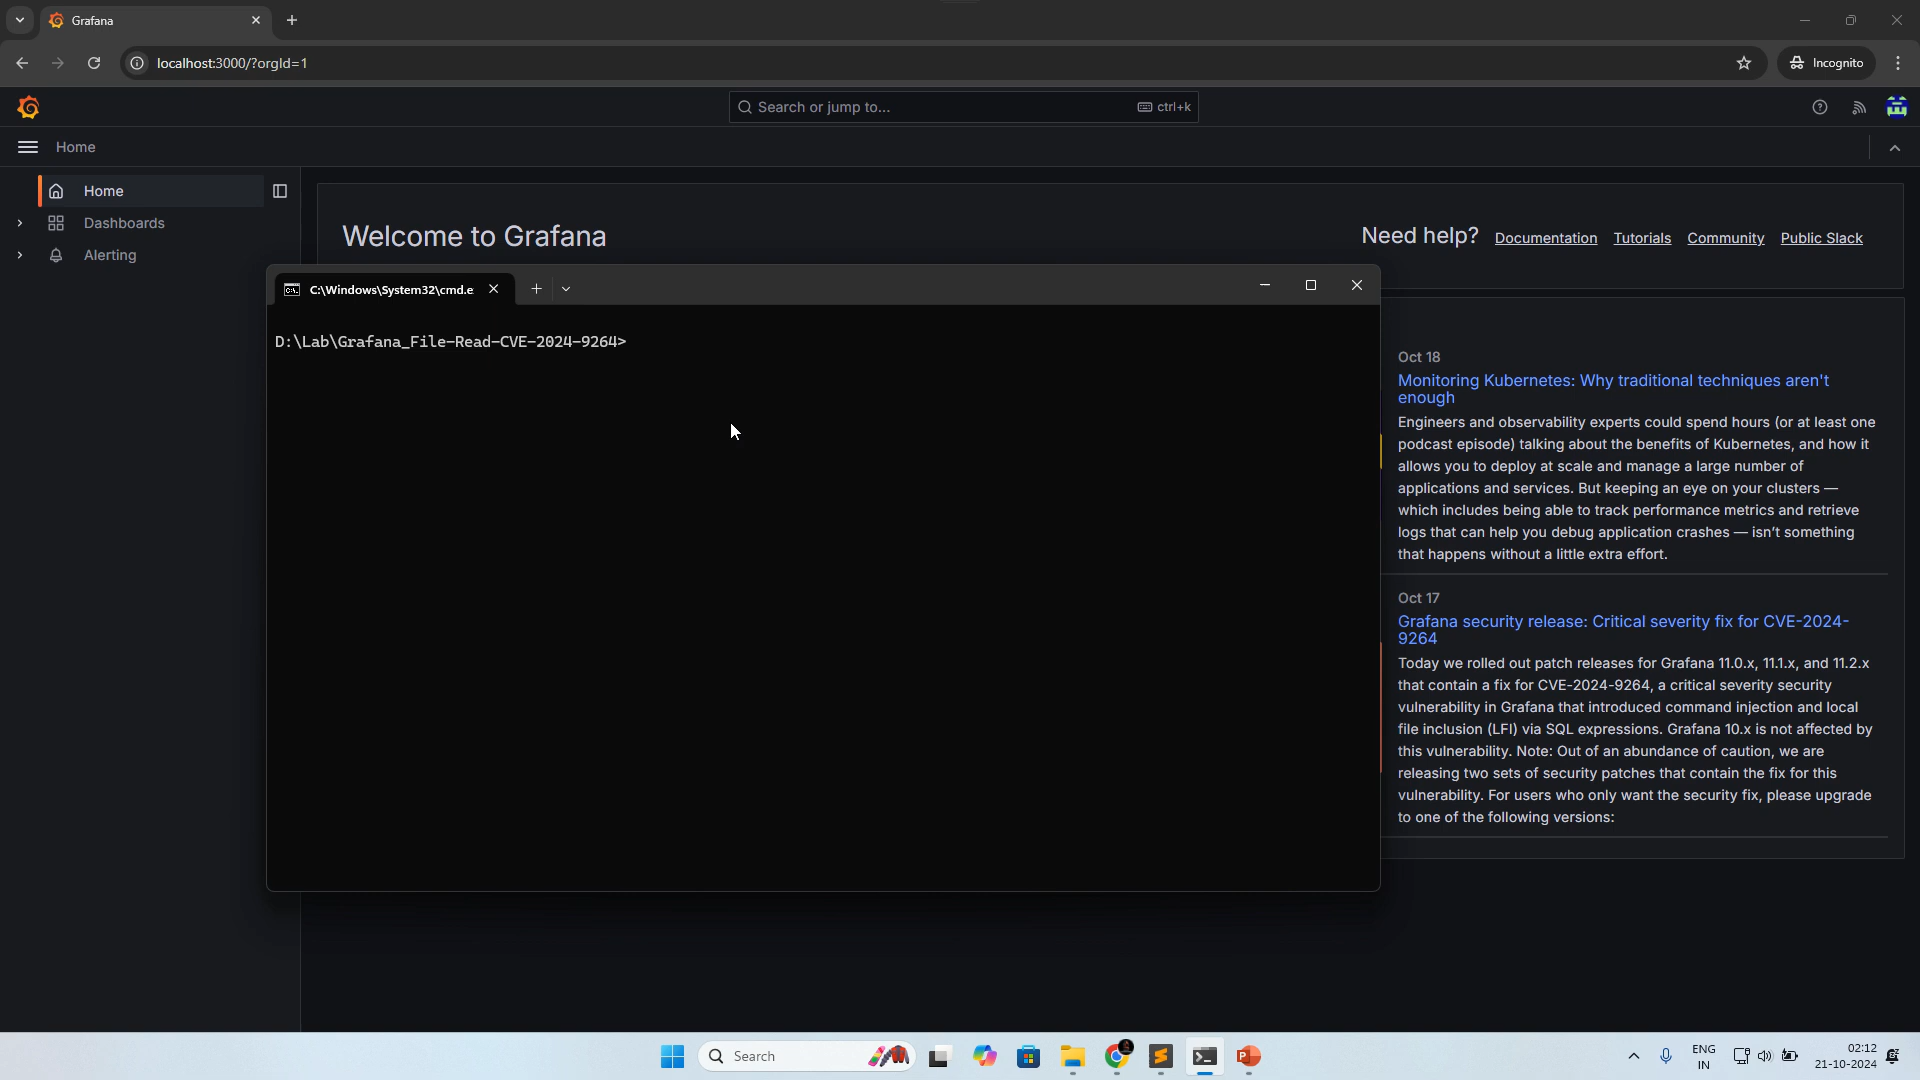 Grafana
localhost:3000/?orgId=1
Incognito
Search or jump to...
ctrl+k
Home
Home
Dashboards
Alerting
Welcome to Grafana
Need help?
Documentation
Tutorials
Community
Public Slack
C:\Windows\System32\cmd.e
D:\Lab\Grafana_File-Read-CVE-2024-9264>
Oct 18
Monitoring Kubernetes: Why traditional techniques aren't
enough
Engineers and observability experts could spend hours (or at least one
podcast episode) talking about the benefits of Kubernetes, and how it
allows you to deploy at scale and manage a large number of
applications and services. But keeping an eye on your clusters —
which includes being able to track performance metrics and retrieve
logs that can help you debug application crashes — isn't something
that happens without a little extra effort.
Oct 17
Grafana security release: Critical severity fix for CVE-2024-
9264
Today we rolled out patch releases for Grafana 11.0.x, 11.1.x, and 11.2.x
that contain a fix for CVE-2024-9264, a critical severity security
vulnerability in Grafana that introduced command injection and local
file inclusion (LFI) via SQL expressions. Grafana 10.x is not affected by
this vulnerability. Note: Out of an abundance of caution, we are
releasing two sets of security patches that contain the fix for this
vulnerability. For users who only want the security fix, please upgrade
to one of the following versions:
Search
ENG
IN
02:12
21-10-2024